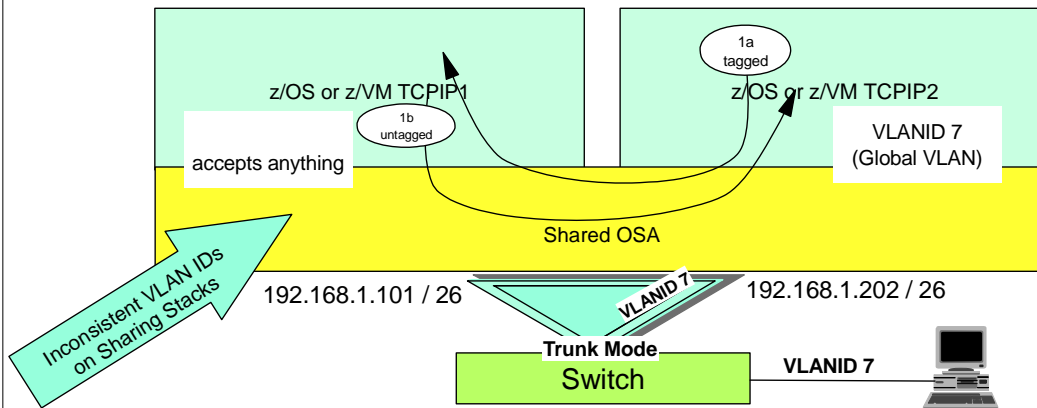 1a
tagged
z/OS or z/VM TCPIP1
z/OS or z/VM TCPIP2
1b
untagged
accepts anything
VLANID 7
(Global VLAN)
Shared OSA
Inconsistent VLAN IDs
on Sharing Stacks
192.168.1.101 / 26
VLANID 7
192.168.1.202 / 26
Trunk Mode
Switch
VLANID 7